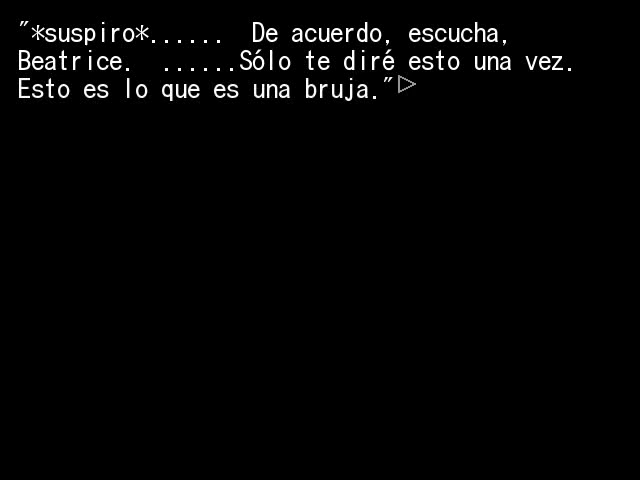 "*suspiro*......  De acuerdo, escucha,
Beatrice.  ......Sólo te diré esto una vez.
Esto es lo que es una bruja."